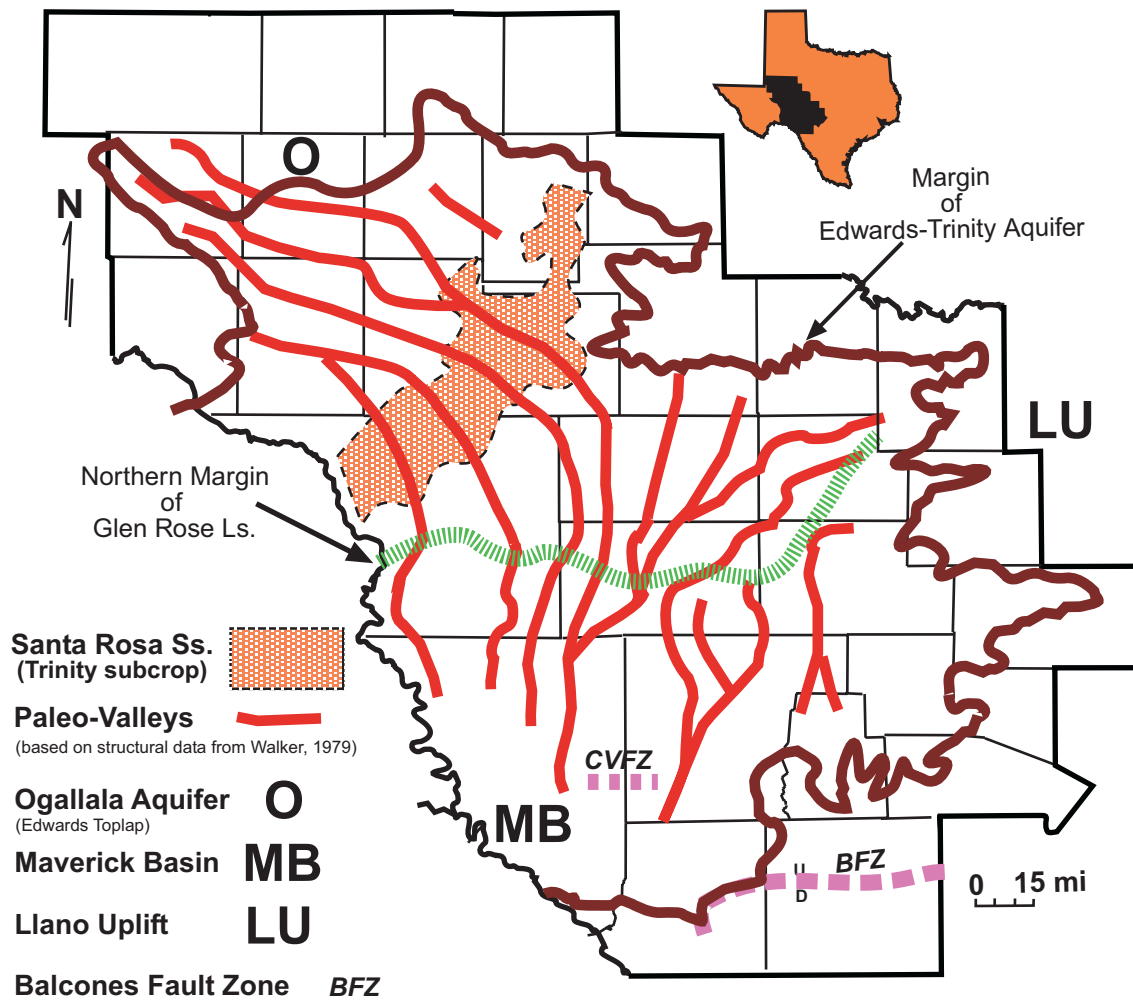 O
N
Margin
of
Edwards-Trinity Aquifer
LU
Northern Margin
of
Glen Rose Ls.
Santa Rosa Ss.
(Trinity subcrop)
Paleo-Valleys
(based on structural data from Walker, 1979)
CVFZ
MB
Ogallala Aquifer O
(Edwards Toplap)
Maverick Basin MB
U
D
BFZ
0 15 mi
Llano Uplift LU
Balcones Fault Zone BFZ